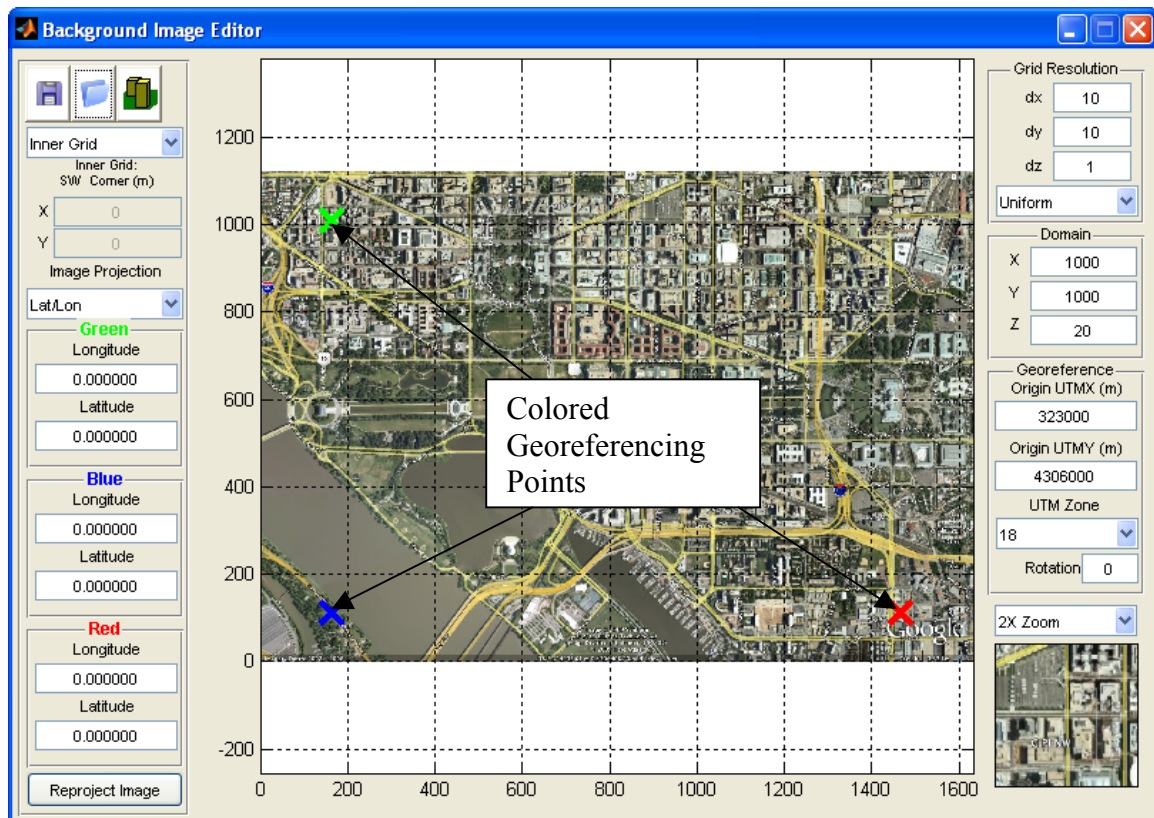 Background Image Editor
Inner Grid
Inner Grid:
SW Corner (m)
X 0
Y 0
Image Projection
Lat/Lon
Green
Longitude
0.000000
Latitude
0.000000
Blue
Longitude
0.000000
Latitude
0.000000
Red
Longitude
0.000000
Latitude
0.000000
Reproject Image
1200
1000
800
600
400
200
0
-200
0 200 400 600 800 1000 1200 1400 1600
Colored
Georeferencing
Points
Google
Grid Resolution
dx 10
dy 10
dz 1
Uniform
Domain
X 1000
Y 1000
Z 20
Georeference
Origin UTMX (m)
323000
Origin UTMY (m)
4306000
UTM Zone
18
Rotation 0
2X Zoom